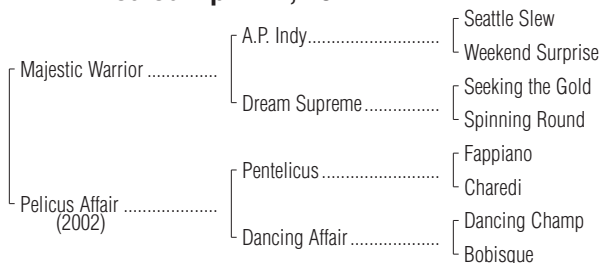 Seattle Slew
A.P. Indy
Weekend Surprise
Majestic Warrior
Seeking the Gold
Dream Supreme
Spinning Round
Fappiano
Pentelicus
Charedi
Pelicus Affair
(2002)
Dancing Champ
Dancing Affair
Bobisque